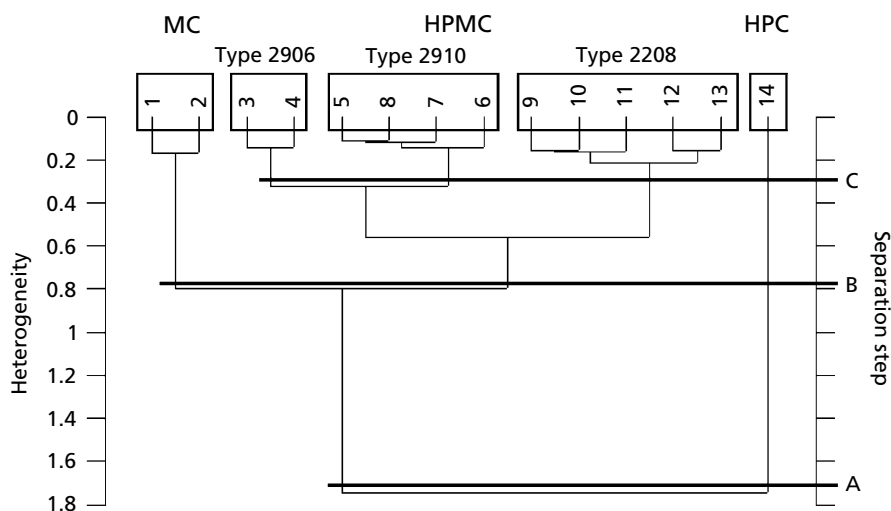 MC HPMC HPC
Type 2906 Type 2910 Type 2208
1 2 3 4 5 8 7 6 9 10 11 12 13 14
Heterogeneity
0
0.2
0.4
0.6
0.8
1
1.2
1.4
1.6
1.8
C
B
A
Separation step